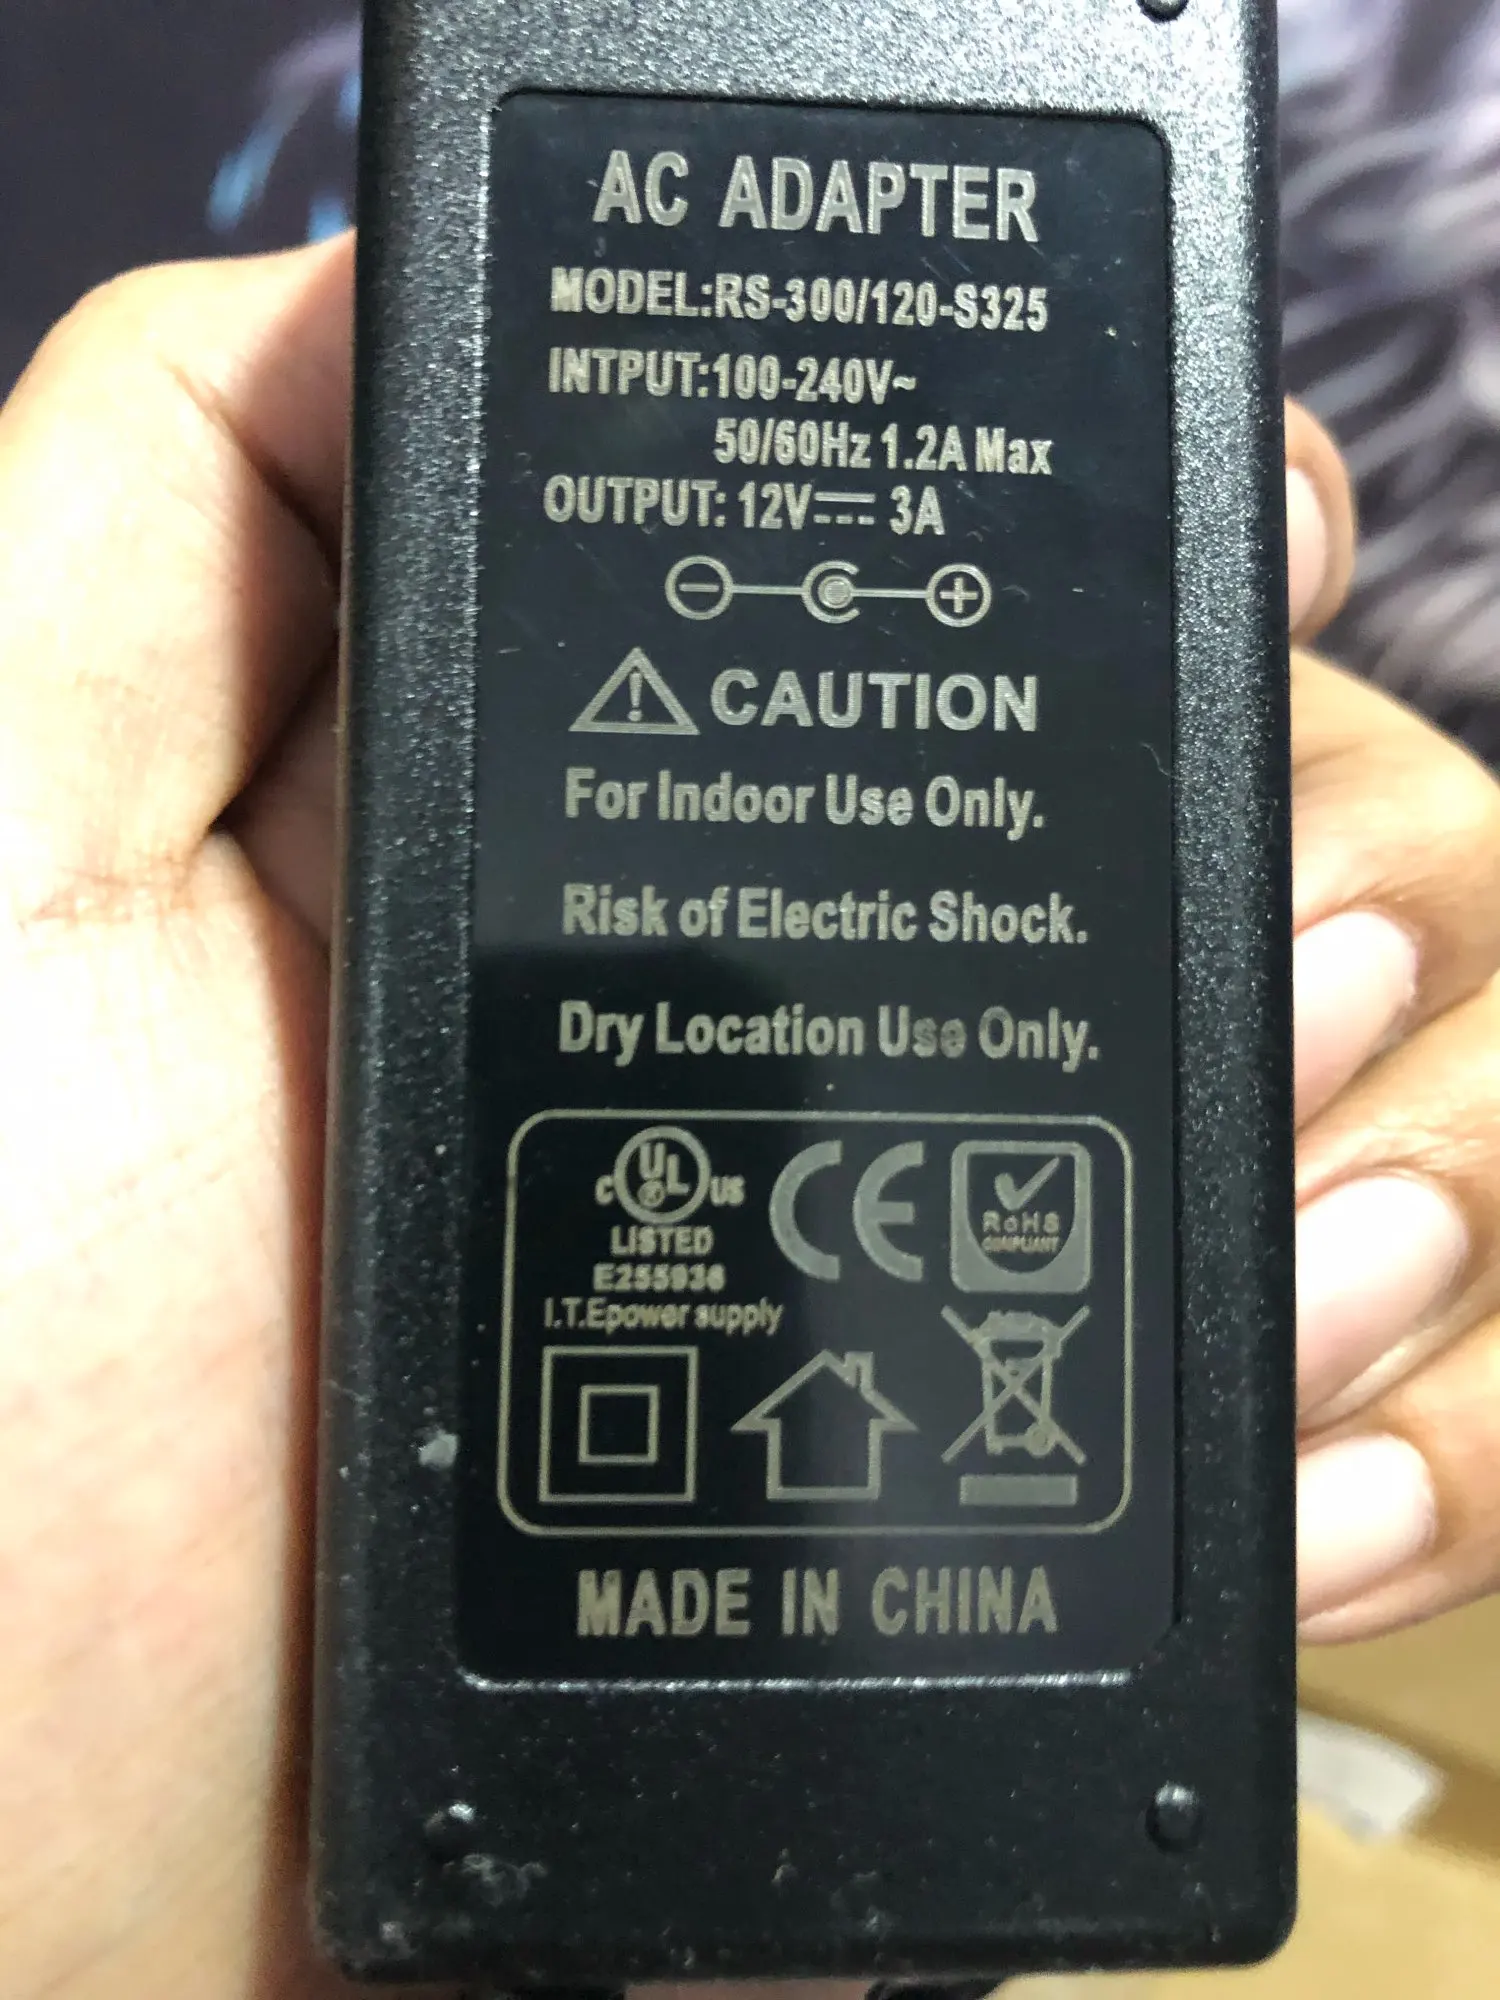 AC ADAPTER
MODEL:RS-300/120-S325
INTPUT:100-240V~
50/60Hz 1.2A Max
OUTPUT: 12V⎓ 3A
CAUTION
For Indoor Use Only.
Risk of Electric Shock.
Dry Location Use Only.
C UL ® US
LISTED
E255936
I.T.Epower supply
CE
RoHS
COMPLIANT
MADE IN CHINA